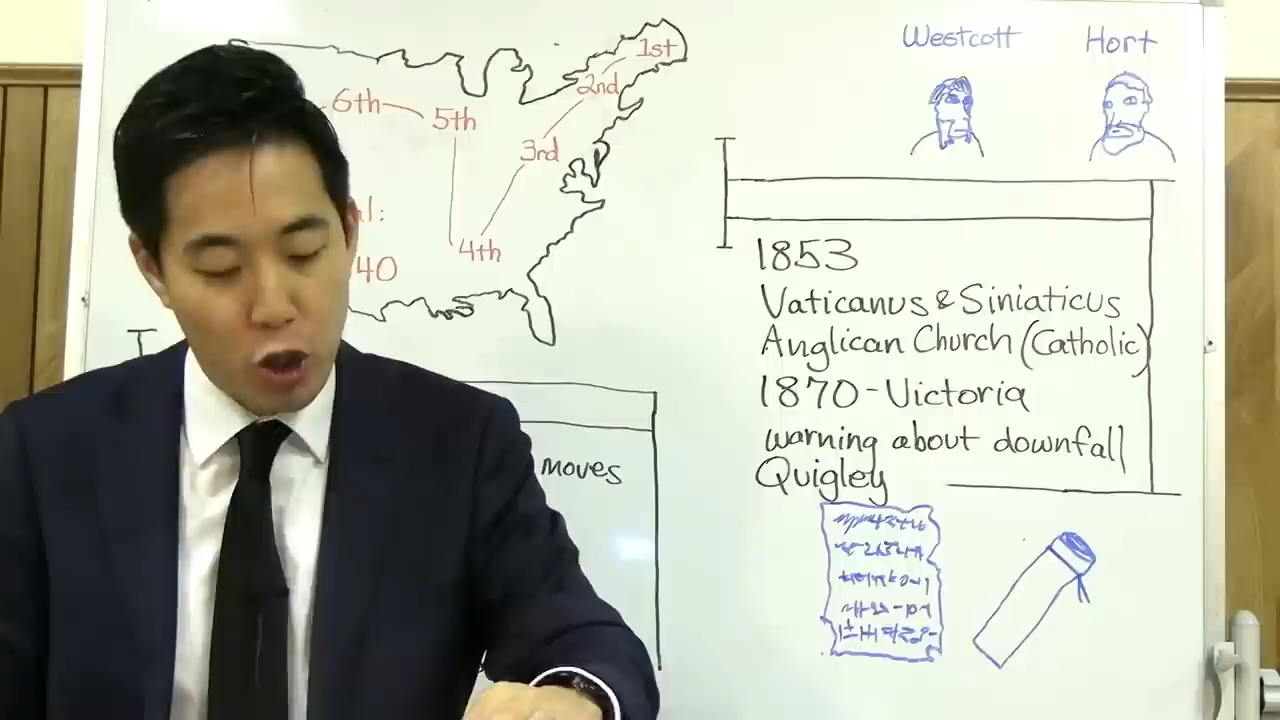 1st
2nd
3rd
4th
5th
6th
al:
40
moves
Westcott Hort
1853
Vaticanus & Siniaticus
Anglican Church (Catholic)
1870 - Victoria
warning about downfall
Quigley